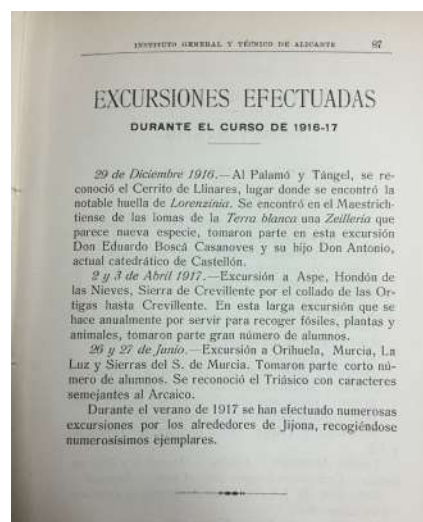 INSTITUTO GENERAL Y TÉCNICO DE ALICANTE 87
EXCURSIONES EFECTUADAS
DURANTE EL CURSO DE 1916-17
29 de Diciembre 1916.—Al Palamó y Tángel, se re-
conoció el Cerrito de Llinares, lugar donde se encontró la
notable huella de Lorenzinia. Se encontró en el Maestrich-
tiense de las lomas de la Terra blanca una Zeilleria que
parece nueva especie, tomaron parte en esta excursión
Don Eduardo Boscá Casanoves y su hijo Don Antonio,
actual catedrático de Castellón.
2 y 3 de Abril 1917.—Excursión a Aspe, Hondón de
las Nieves, Sierra de Crevillente por el collado de las Or-
tigas hasta Crevillente. En esta larga excursión que se
hace anualmente por servir para recoger fósiles, plantas y
animales, tomaron parte gran número de alumnos.
26 y 27 de Junio.—Excursión a Orihuela, Murcia, La
Luz y Sierras del S. de Murcia. Tomaron parte corto nú-
mero de alumnos. Se reconoció el Triásico con caracteres
semejantes al Arcaico.
Durante el verano de 1917 se han efectuado numerosas
excursiones por los alrededores de Jijona, recogiéndose
numerosísimos ejemplares.